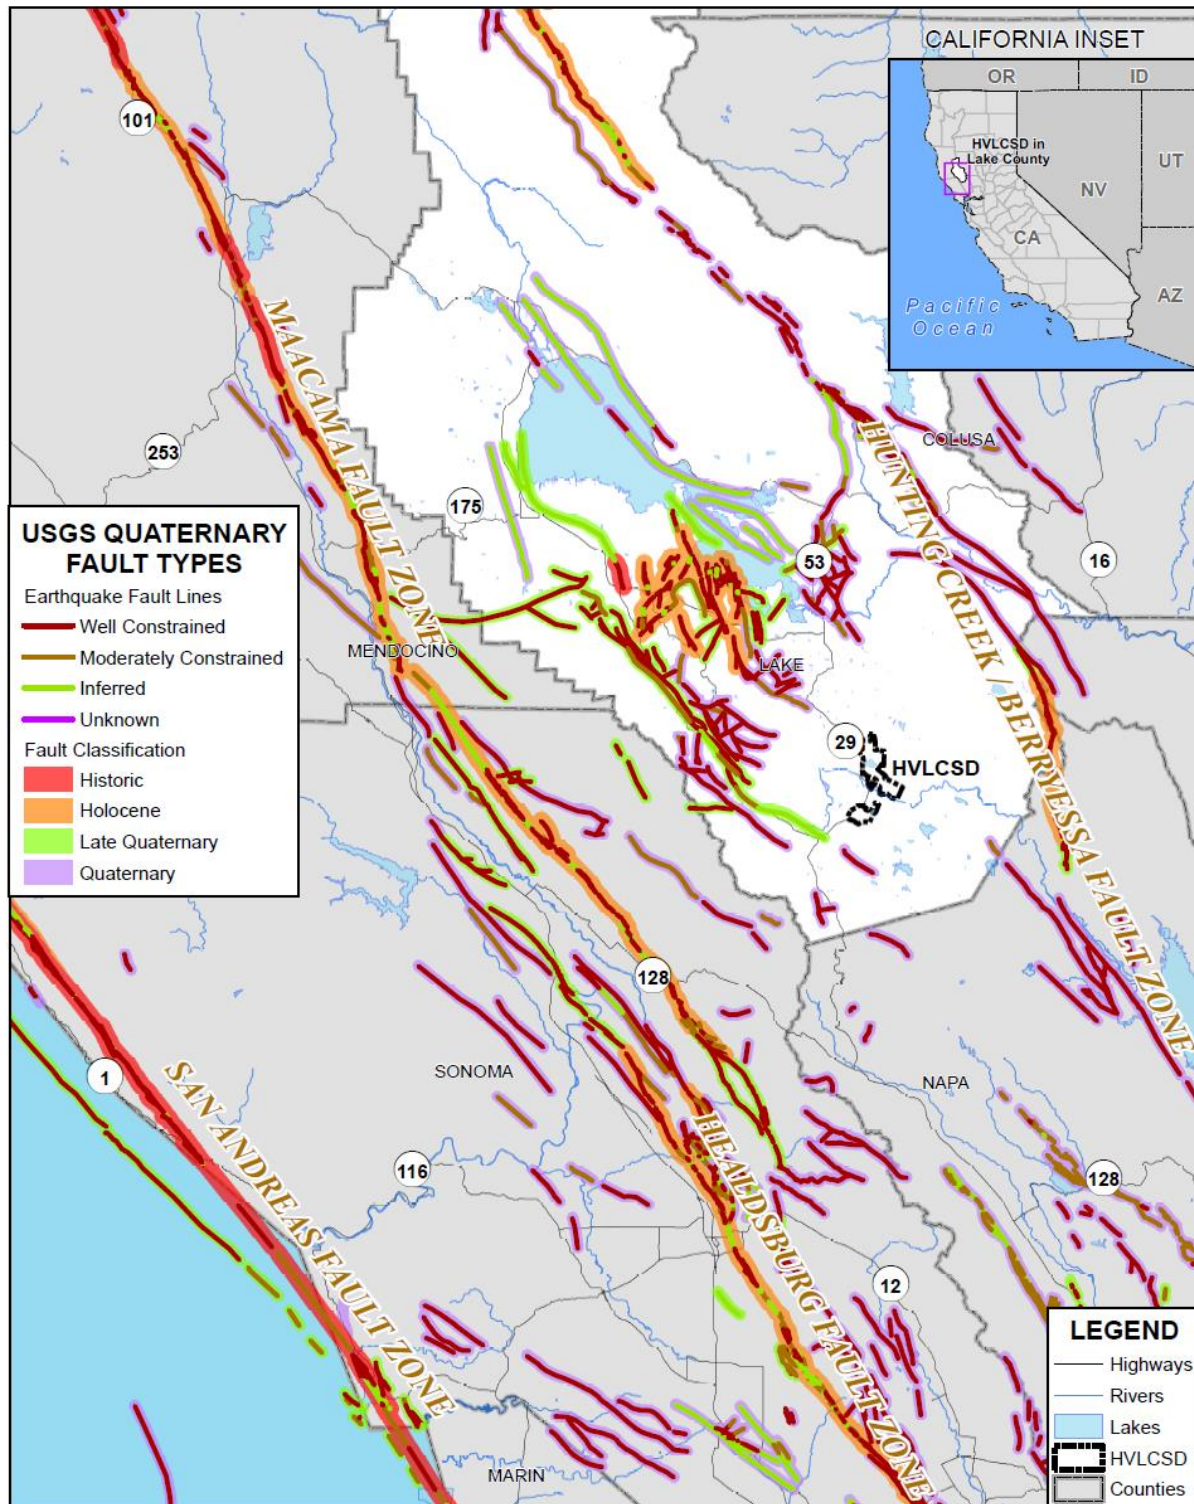 CALIFORNIA INSET
OR
ID
HVLCSD in
Lake County
UT
NV
CA
AZ
Pacific
Ocean
101
MAACAMA FAULT ZONE
253
175
COLUSA
HUNTING CREEK / BERRYESSA FAULT ZONE
53
16
USGS QUATERNARY
FAULT TYPES
Earthquake Fault Lines
Well Constrained
Moderately Constrained
Inferred
Unknown
Fault Classification
Historic
Holocene
Late Quaternary
Quaternary
MENDOCINO
LAKE
29
HVLCSD
128
1
SAN ANDREAS FAULT ZONE
SONOMA
NAPA
HEALDSBURG FAULT ZONE
116
128
12
MARIN
LEGEND
Highways
Rivers
Lakes
HVLCSD
Counties